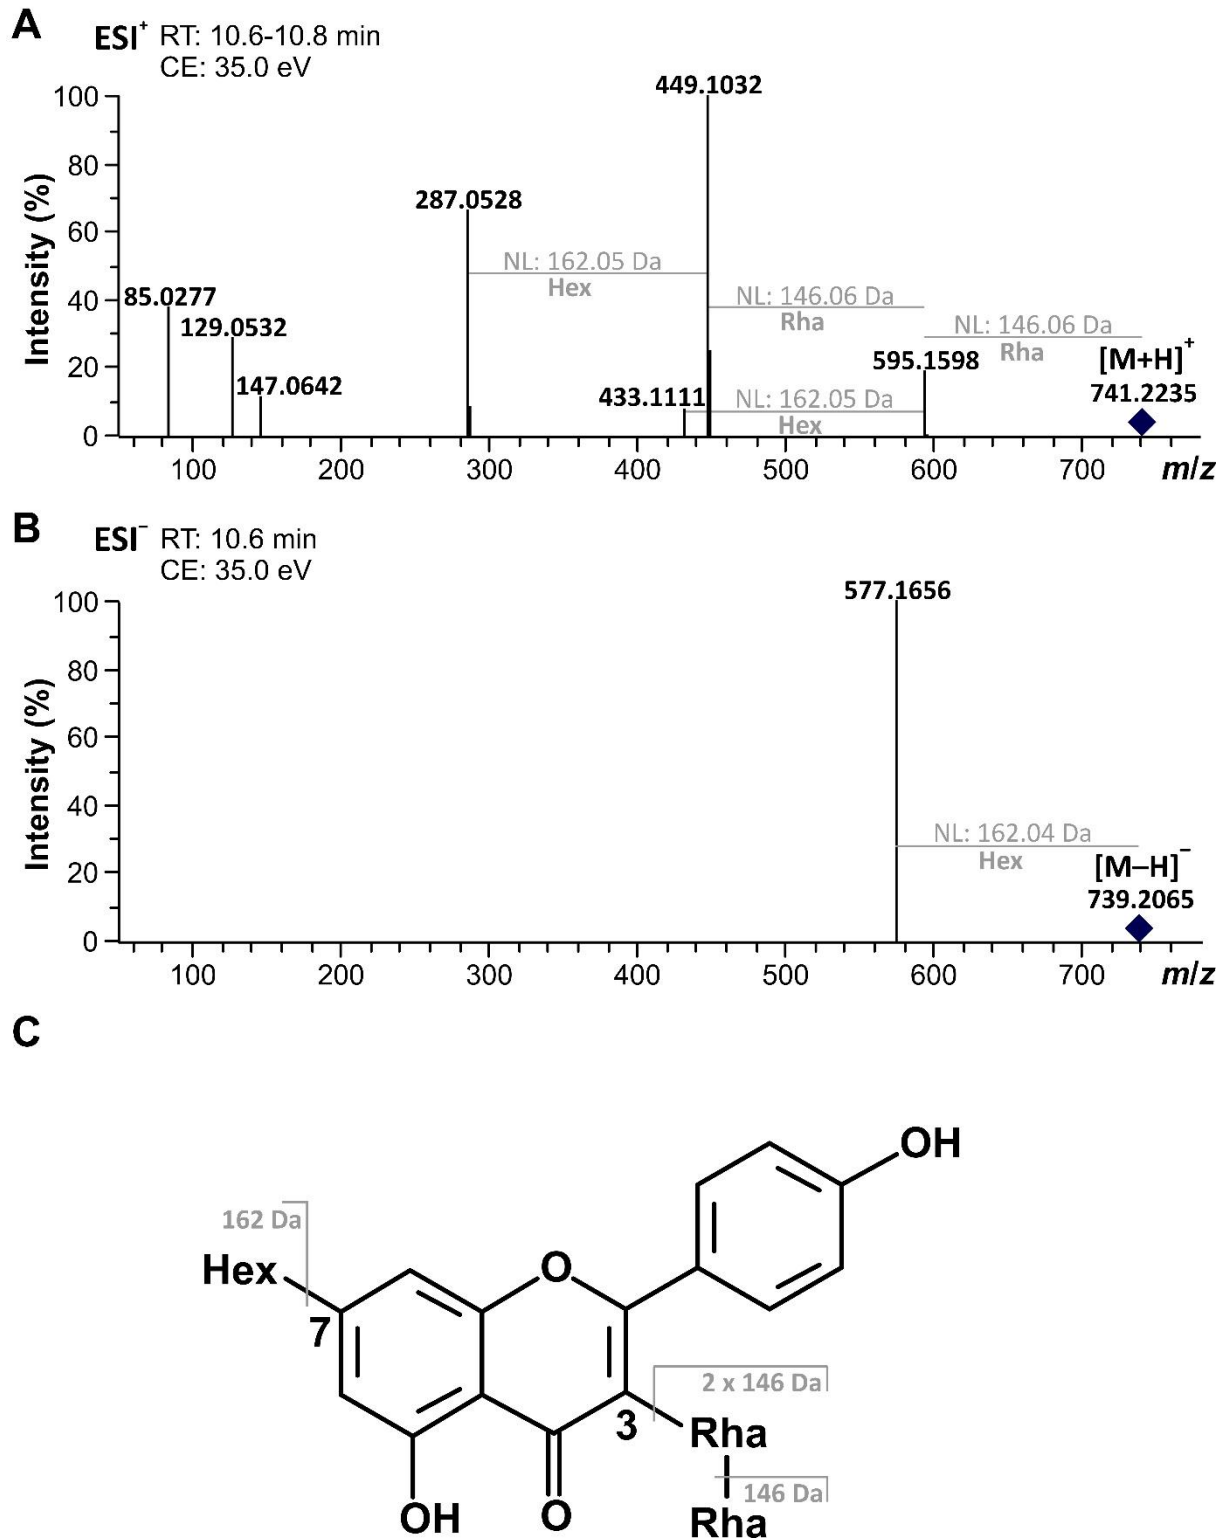 A
ESI⁺ RT: 10.6-10.8 min
CE: 35.0 eV
Intensity (%)
100
80
60
40
20
0
449.1032
287.0528
NL: 162.05 Da
Hex
85.0277
129.0532
147.0642
NL: 146.06 Da
Rha
NL: 146.06 Da
Rha
433.1111
NL: 162.05 Da
Hex
595.1598
[M+H]⁺
741.2235
100 200 300 400 500 600 700 m/z
B
ESI⁻ RT: 10.6 min
CE: 35.0 eV
Intensity (%)
100
80
60
40
20
0
577.1656
NL: 162.04 Da
Hex
[M–H]⁻
739.2065
100 200 300 400 500 600 700 m/z
C
OH
162 Da
Hex
O
7
2 x 146 Da
3
Rha
146 Da
Rha
OH
O